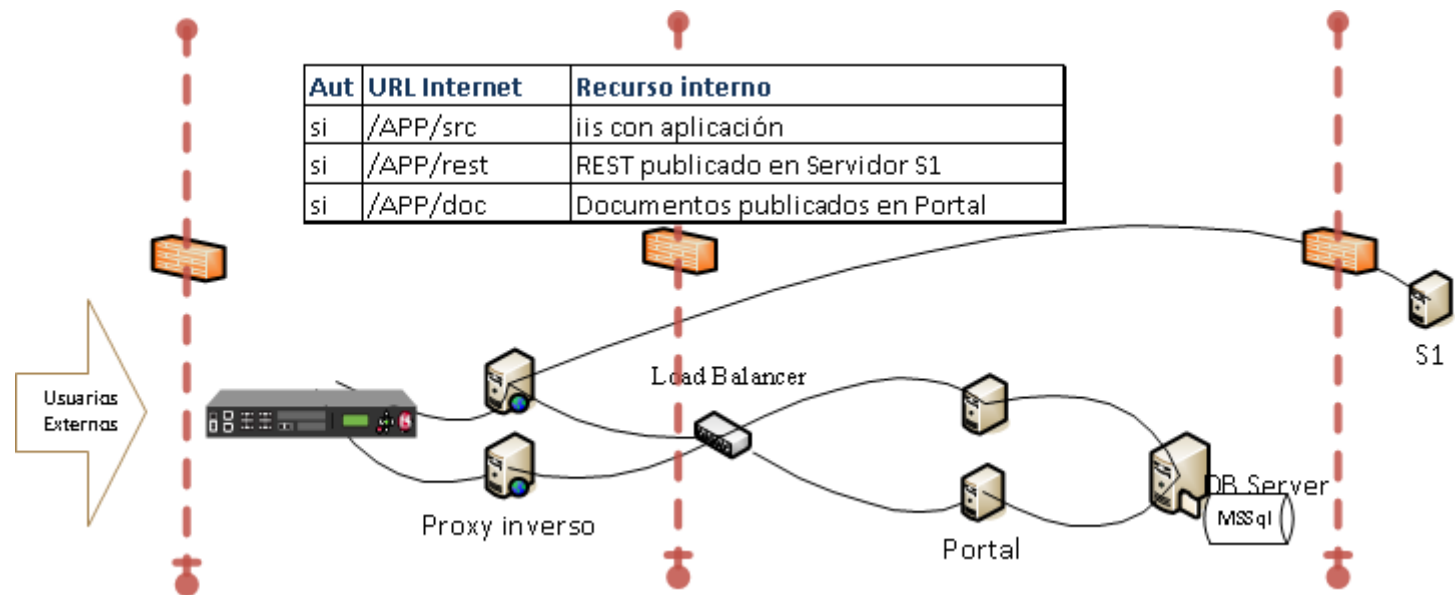 Aut URL Internet Recurso interno
si /APP/src iis con aplicación
si /APP/rest REST publicado en Servidor S1
si /APP/doc Documentos publicados en Portal
Usuarios
Externos
Load Balancer
S1
DB Server
MSSql
Proxy inverso
Portal